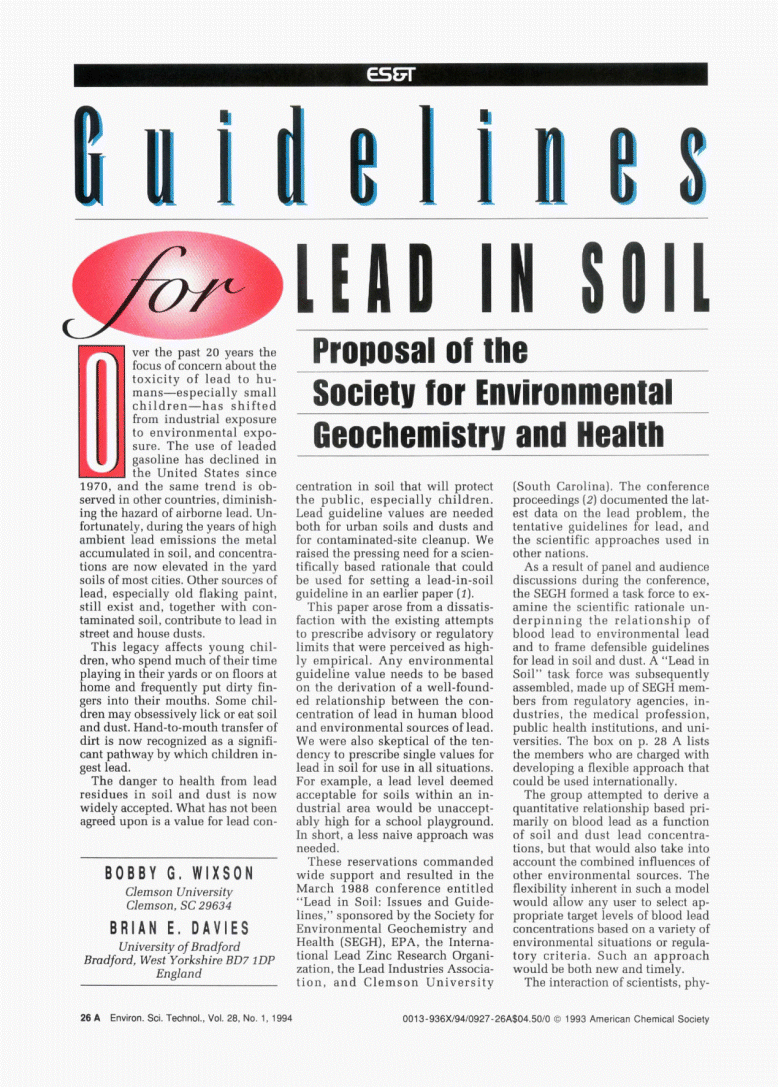 ES&T
Guidelines
for LEAD IN SOIL
Proposal of the
Society for Environmental
Geochemistry and Health
Over the past 20 years the
focus of concern about the
toxicity of lead to hu-
mans—especially small
children—has shifted
from industrial exposure
to environmental expo-
sure. The use of leaded
gasoline has declined in
the United States since
1970, and the same trend is ob-
served in other countries, diminish-
ing the hazard of airborne lead. Un-
fortunately, during the years of high
ambient lead emissions the metal
accumulated in soil, and concentra-
tions are now elevated in the yard
soils of most cities. Other sources of
lead, especially old flaking paint,
still exist and, together with con-
taminated soil, contribute to lead in
street and house dusts.
This legacy affects young chil-
dren, who spend much of their time
playing in their yards or on floors at
home and frequently put dirty fin-
gers into their mouths. Some chil-
dren may obsessively lick or eat soil
and dust. Hand-to-mouth transfer of
dirt is now recognized as a signifi-
cant pathway by which children in-
gest lead.
The danger to health from lead
residues in soil and dust is now
widely accepted. What has not been
agreed upon is a value for lead con-
BOBBY G. WIXSON
Clemson University
Clemson, SC 29634
BRIAN E. DAVIES
University of Bradford
Bradford, West Yorkshire BD7 1DP
England
centration in soil that will protect
the public, especially children.
Lead guideline values are needed
both for urban soils and dusts and
for contaminated-site cleanup. We
raised the pressing need for a scien-
tifically based rationale that could
be used for setting a lead-in-soil
guideline in an earlier paper (1).
This paper arose from a dissatis-
faction with the existing attempts
to prescribe advisory or regulatory
limits that were perceived as high-
ly empirical. Any environmental
guideline value needs to be based
on the derivation of a well-found-
ed relationship between the con-
centration of lead in human blood
and environmental sources of lead.
We were also skeptical of the ten-
dency to prescribe single values for
lead in soil for use in all situations.
For example, a lead level deemed
acceptable for soils within an in-
dustrial area would be unaccept-
ably high for a school playground.
In short, a less naive approach was
needed.
These reservations commanded
wide support and resulted in the
March 1988 conference entitled
"Lead in Soil: Issues and Guide-
lines," sponsored by the Society for
Environmental Geochemistry and
Health (SEGH), EPA, the Interna-
tional Lead Zinc Research Organi-
zation, the Lead Industries Associa-
tion, and Clemson University
(South Carolina). The conference
proceedings (2) documented the lat-
est data on the lead problem, the
tentative guidelines for lead, and
the scientific approaches used in
other nations.
As a result of panel and audience
discussions during the conference,
the SEGH formed a task force to ex-
amine the scientific rationale un-
derpinning the relationship of
blood lead to environmental lead
and to frame defensible guidelines
for lead in soil and dust. A "Lead in
Soil" task force was subsequently
assembled, made up of SEGH mem-
bers from regulatory agencies, in-
dustries, the medical profession,
public health institutions, and uni-
versities. The box on p. 28 A lists
the members who are charged with
developing a flexible approach that
could be used internationally.
The group attempted to derive a
quantitative relationship based pri-
marily on blood lead as a function
of soil and dust lead concentra-
tions, but that would also take into
account the combined influences of
other environmental sources. The
flexibility inherent in such a model
would allow any user to select ap-
propriate target levels of blood lead
concentrations based on a variety of
environmental situations or regula-
tory criteria. Such an approach
would be both new and timely.
The interaction of scientists, phy-
26 A Environ. Sci. Technol., Vol. 28, No. 1, 1994
0013-936X/94/0927-26A$04.50/0 © 1993 American Chemical Society